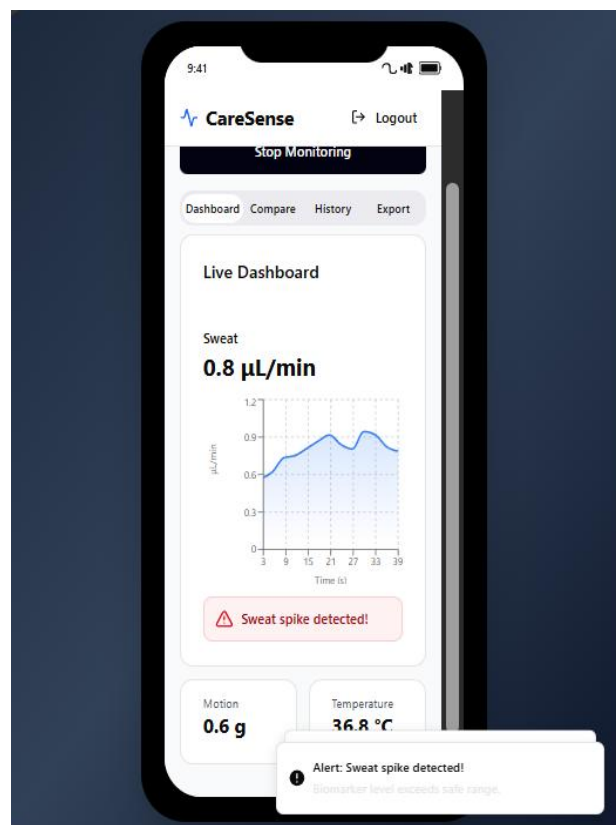 9:41
CareSense
Logout
Stop Monitoring
Dashboard Compare History Export
Live Dashboard
Sweat
0.8 µL/min
1.2
0.9
0.6
0.3
0
µL/min
3 9 15 21 27 33 39
Time (s)
Sweat spike detected!
Motion
0.6 g
Temperature
36.8 °C
Alert: Sweat spike detected!
Biomarker level exceeds safe range.